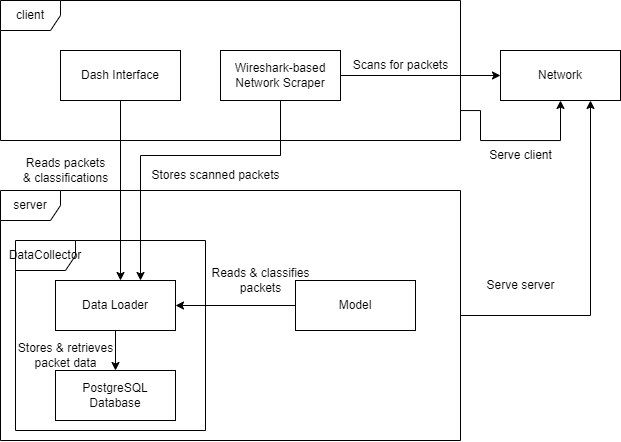 client
Dash Interface
Wireshark-based
Network Scraper
Scans for packets
Network
Serve client
Reads packets
& classifications
Stores scanned packets
server
DataCollector
Reads & classifies
packets
Serve server
Data Loader
Model
Stores & retrieves
packet data
PostgreSQL
Database